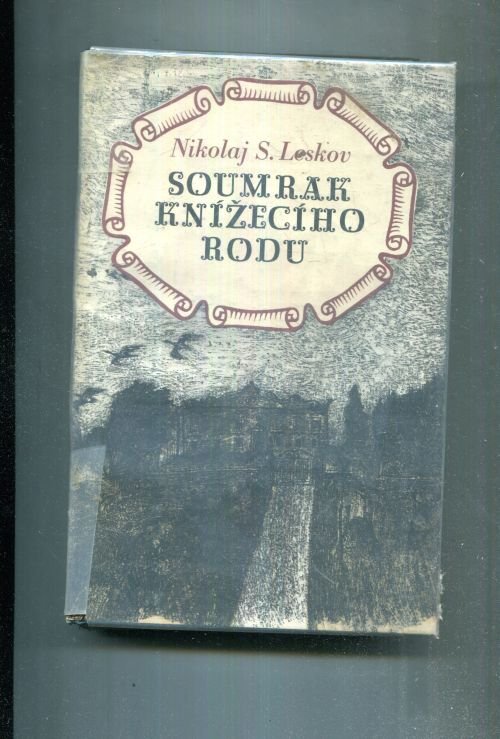 Nikolaj S. Leskov
SOUMRAK
KNÍŽECÍHO
RODU